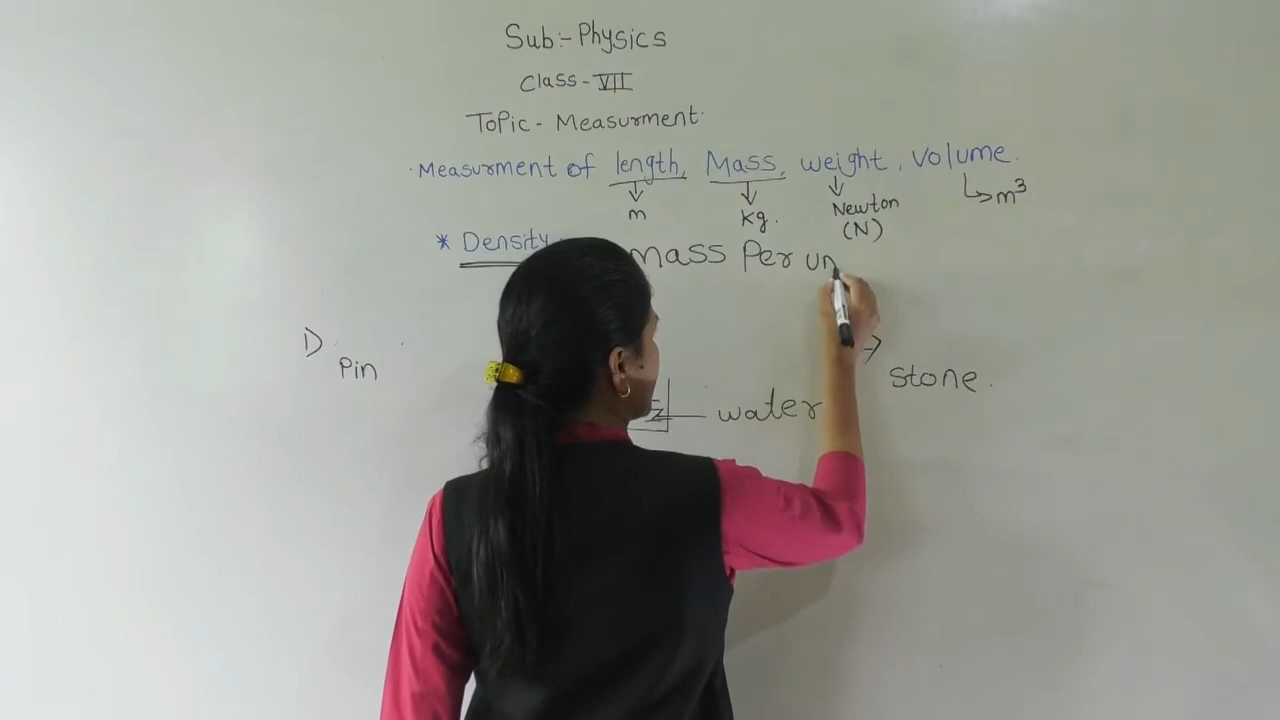 Sub:- Physics
Class - VII
Topic - Measurment.
Measurment of length, Mass, weight, Volume.
m
kg.
Newton
(N)
m³
* Density
mass Per un
Pin
water
stone.